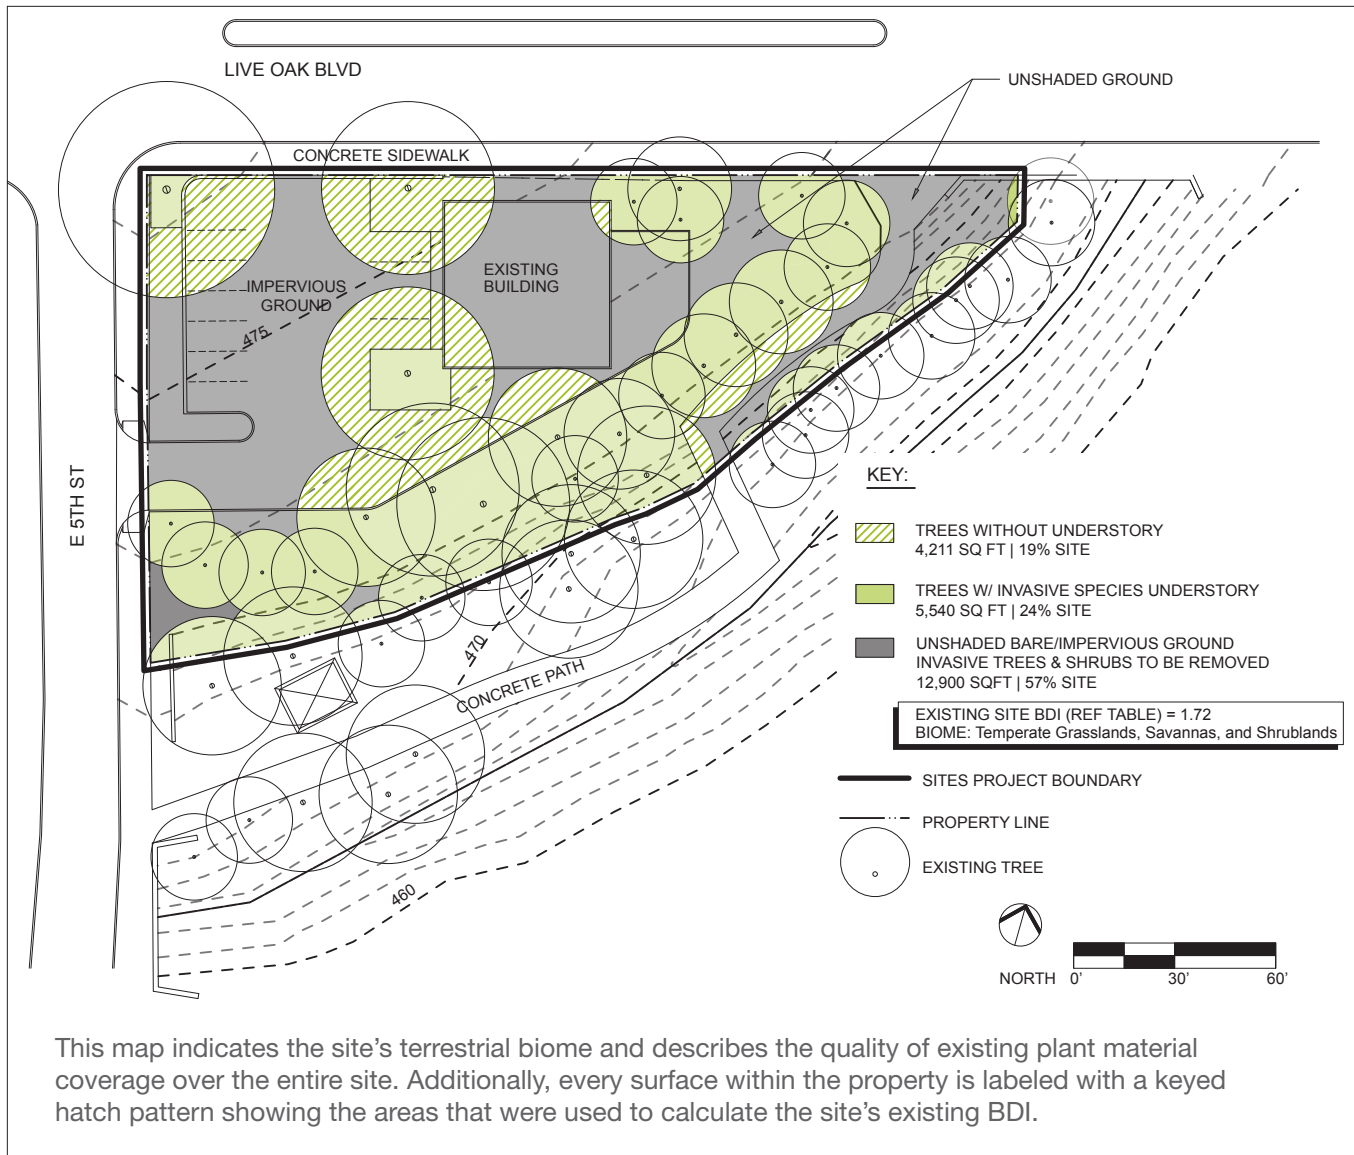 LIVE OAK BLVD
UNSHADED GROUND
CONCRETE SIDEWALK
IMPERVIOUS
GROUND
EXISTING
BUILDING
475
E 5TH ST
470
CONCRETE PATH
460
KEY:
TREES WITHOUT UNDERSTORY
4,211 SQ FT | 19% SITE
TREES W/ INVASIVE SPECIES UNDERSTORY
5,540 SQ FT | 24% SITE
UNSHADED BARE/IMPERVIOUS GROUND
INVASIVE TREES & SHRUBS TO BE REMOVED
12,900 SQFT | 57% SITE
EXISTING SITE BDI (REF TABLE) = 1.72
BIOME: Temperate Grasslands, Savannas, and Shrublands
SITES PROJECT BOUNDARY
PROPERTY LINE
EXISTING TREE
NORTH 0' 30' 60'
This map indicates the site’s terrestrial biome and describes the quality of existing plant material
coverage over the entire site. Additionally, every surface within the property is labeled with a keyed
hatch pattern showing the areas that were used to calculate the site’s existing BDI.